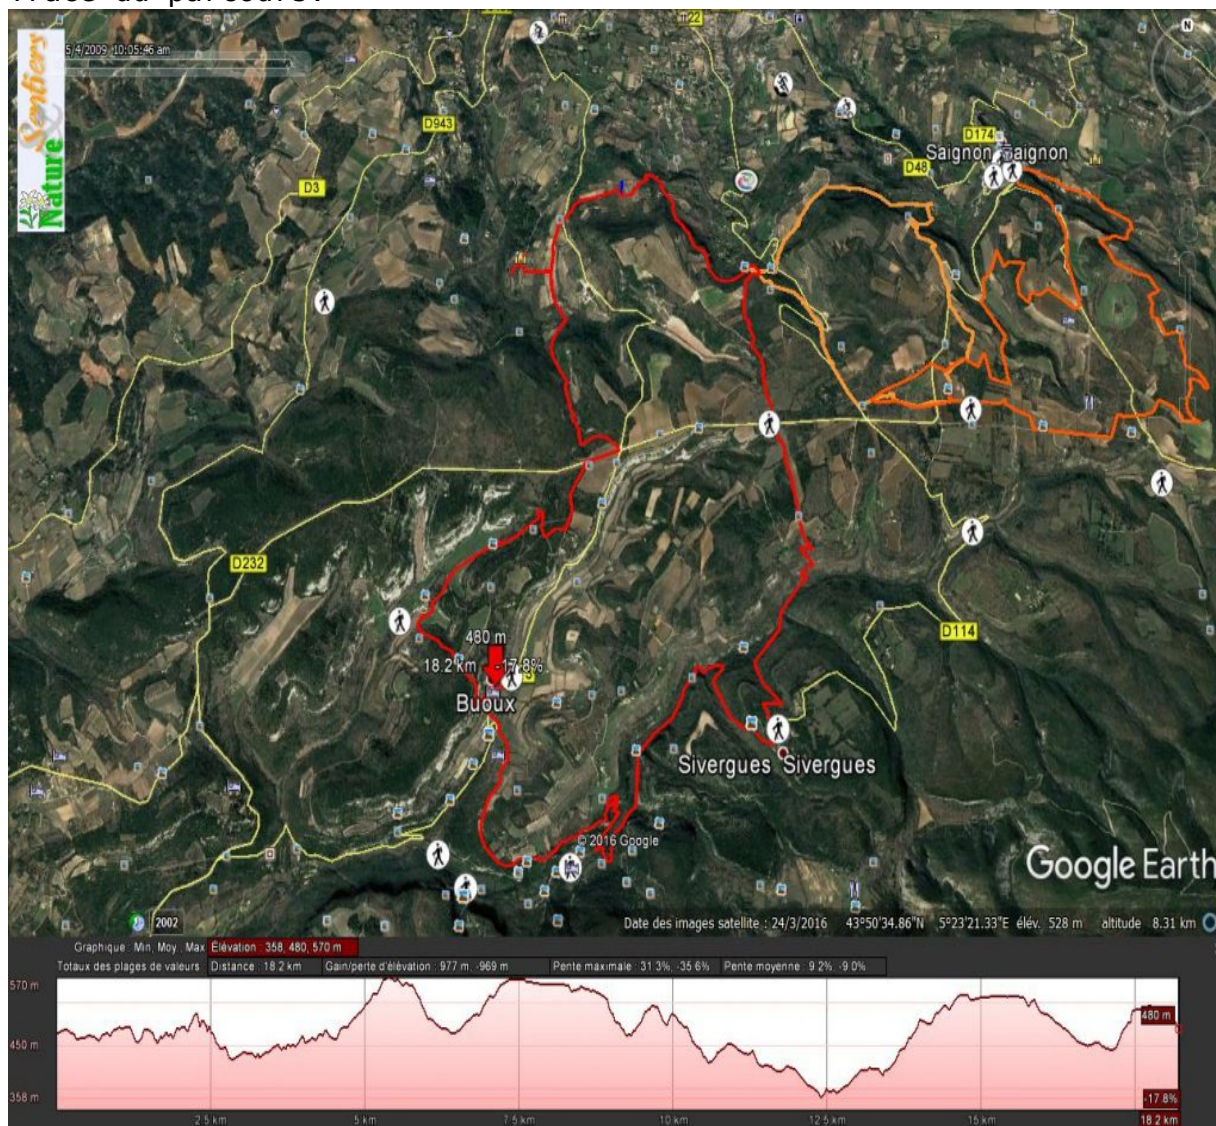 5/4/2009 10:05:46 am
Sentiers
Nature
D943
D3
D174
Saignon
Saignon
D48
D232
D114
480 m
18.2 km
-17.8%
Buoux
Sivergues
Sivergues
© 2016 Google
Google Earth
2002
Date des images satellite : 24/3/2016 43°50'34.86"N 5°23'21.33"E élév. 528 m altitude 8.31 km
Graphique : Min, Moy, Max Élévation : 358, 480, 570 m
Totaux des plages de valeurs Distance : 18.2 km Gain/perte d'élévation : 977 m, -969 m Pente maximale : 31.3%, -35.6% Pente moyenne : 9.2%, -9.0%
570 m
480 m
450 m
358 m
-17.8%
2.5 km 5 km 7.5 km 10 km 12.5 km 15 km 18.2 km